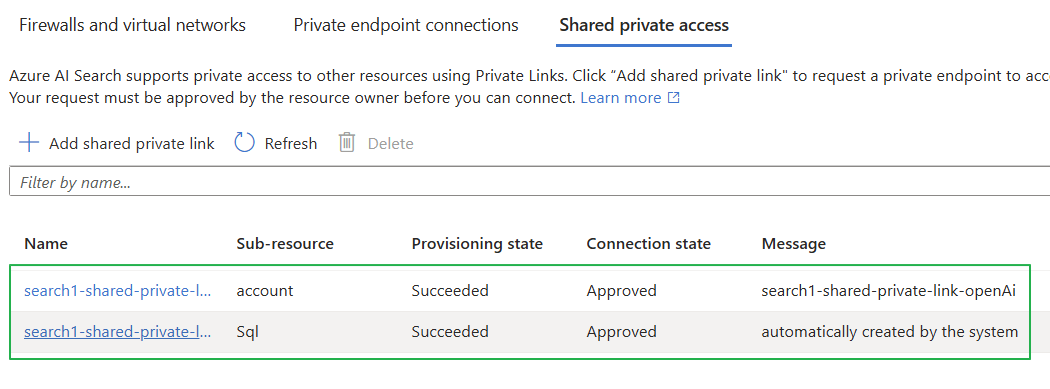 Firewalls and virtual networks Private endpoint connections Shared private access
Azure AI Search supports private access to other resources using Private Links. Click "Add shared private link" to request a private endpoint to acc
Your request must be approved by the resource owner before you can connect. Learn more
Add shared private link Refresh Delete
Filter by name...
Name Sub-resource Provisioning state Connection state Message
search1-shared-private-l... account Succeeded Approved search1-shared-private-link-openAi
search1-shared-private-l... Sql Succeeded Approved automatically created by the system